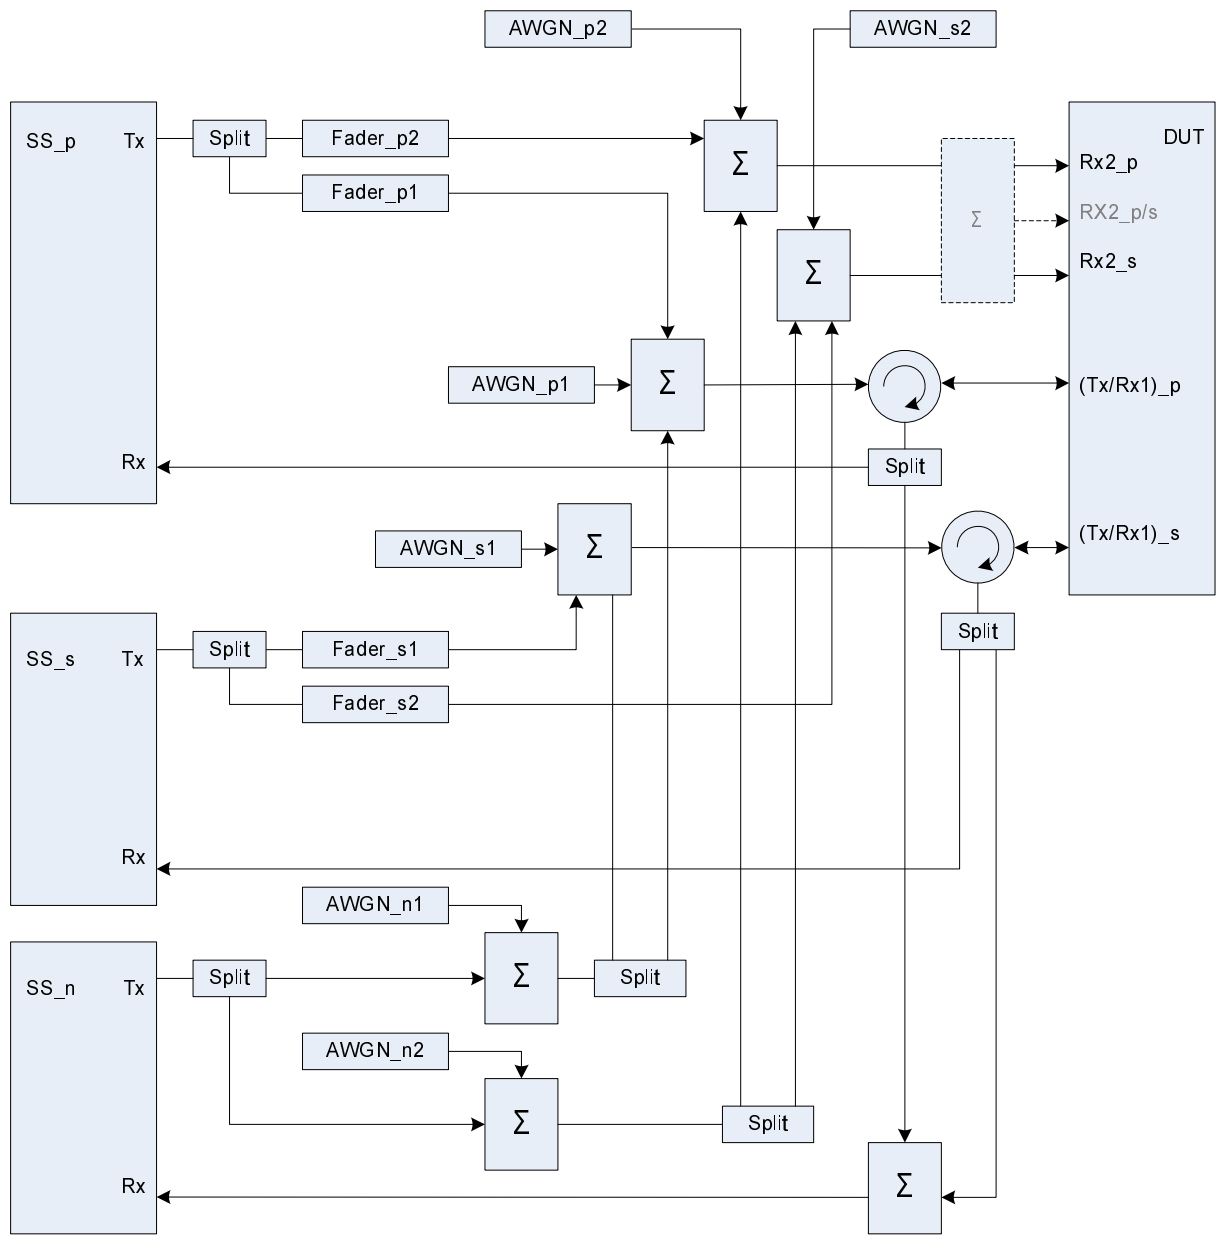 AWGN_p2
AWGN_s2
SS_p
Tx
Split
Fader_p2
Fader_p1
Σ
DUT
Rx2_p
Σ
RX2_p/s
Σ
Rx2_s
AWGN_p1
Σ
(Tx/Rx1)_p
Rx
Split
AWGN_s1
Σ
(Tx/Rx1)_s
SS_s
Tx
Split
Fader_s1
Split
Fader_s2
Rx
AWGN_n1
SS_n
Tx
Split
Σ
Split
AWGN_n2
Σ
Split
Rx
Σ